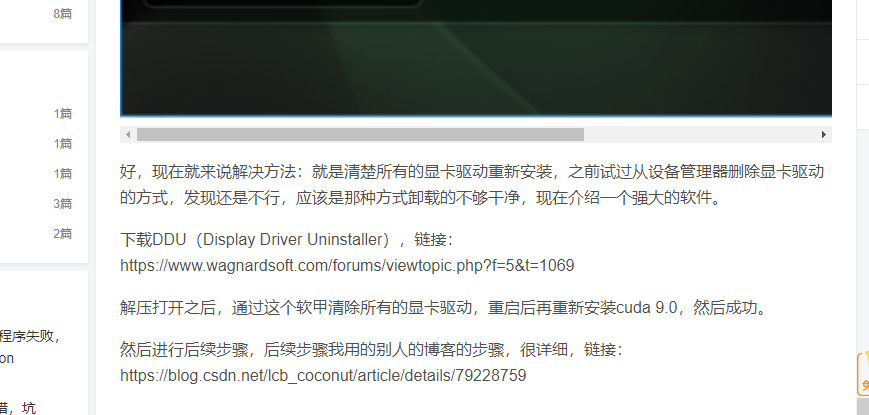 8篇
1篇
1篇
1篇
3篇
2篇
程序失败，
on
错，坑
好，现在就来说解决方法：就是清楚所有的显卡驱动重新安装，之前试过从设备管理器删除显卡驱动
的方式，发现还是不行，应该是那种方式卸载的不够干净，现在介绍一个强大的软件。
下载DDU（Display Driver Uninstaller），链接：
https://www.wagnardsoft.com/forums/viewtopic.php?f=5&t=1069
解压打开之后，通过这个软甲清除所有的显卡驱动，重启后再重新安装cuda 9.0，然后成功。
然后进行后续步骤，后续步骤我用的别人的博客的步骤，很详细，链接：
https://blog.csdn.net/lcb_coconut/article/details/79228759